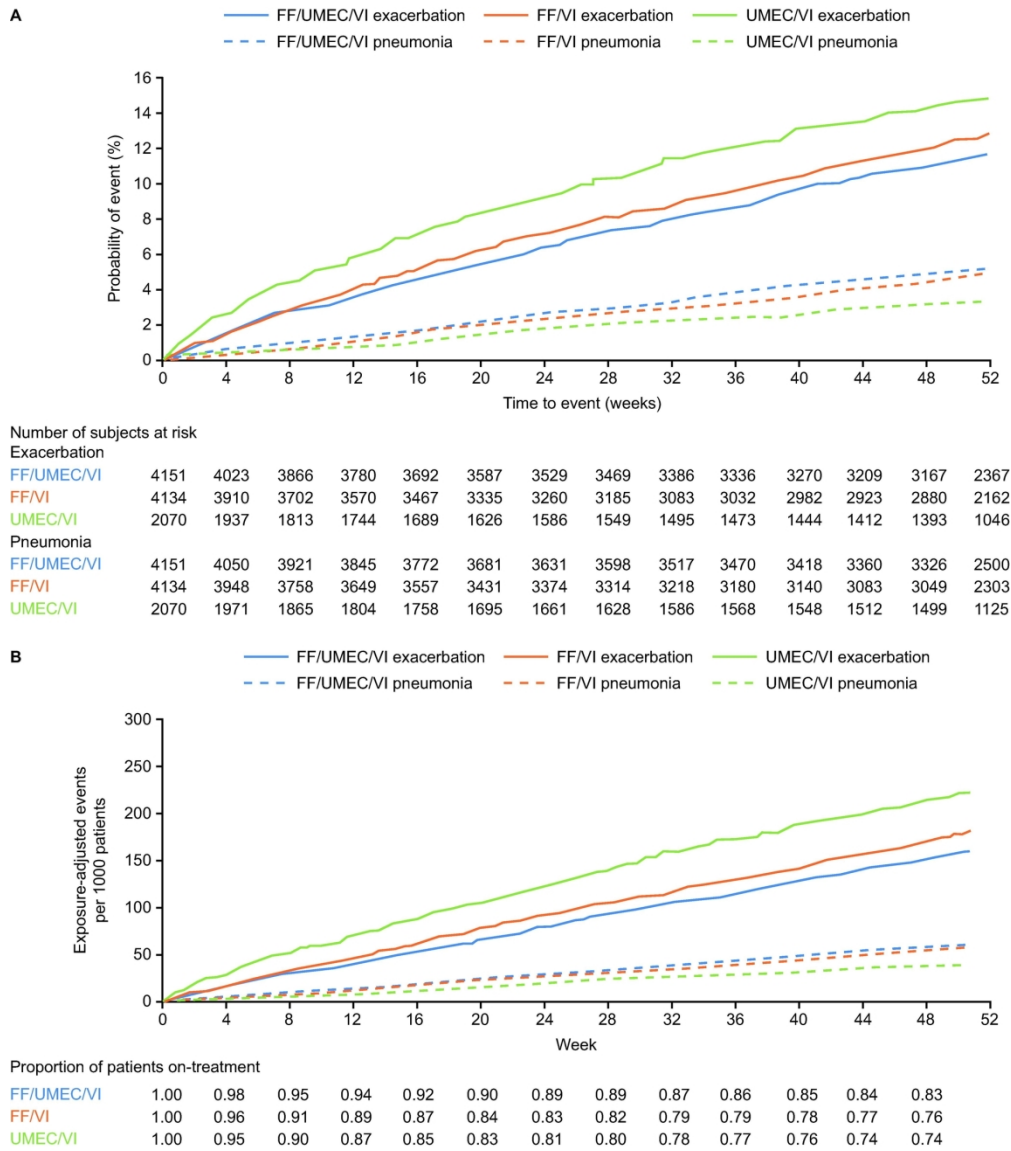 A
FF/UMEC/VI exacerbation FF/VI exacerbation UMEC/VI exacerbation
FF/UMEC/VI pneumonia FF/VI pneumonia UMEC/VI pneumonia
Probability of event (%)
16
14
12
10
8
6
4
2
0
0 4 8 12 16 20 24 28 32 36 40 44 48 52
Time to event (weeks)
Number of subjects at risk
Exacerbation
FF/UMEC/VI 4151 4023 3866 3780 3692 3587 3529 3469 3386 3336 3270 3209 3167 2367
FF/VI 4134 3910 3702 3570 3467 3335 3260 3185 3083 3032 2982 2923 2880 2162
UMEC/VI 2070 1937 1813 1744 1689 1626 1586 1549 1495 1473 1444 1412 1393 1046
Pneumonia
FF/UMEC/VI 4151 4050 3921 3845 3772 3681 3631 3598 3517 3470 3418 3360 3326 2500
FF/VI 4134 3948 3758 3649 3557 3431 3374 3314 3218 3180 3140 3083 3049 2303
UMEC/VI 2070 1971 1865 1804 1758 1695 1661 1628 1586 1568 1548 1512 1499 1125
B
FF/UMEC/VI exacerbation FF/VI exacerbation UMEC/VI exacerbation
FF/UMEC/VI pneumonia FF/VI pneumonia UMEC/VI pneumonia
Exposure-adjusted events
per 1000 patients
300
250
200
150
100
50
0
0 4 8 12 16 20 24 28 32 36 40 44 48 52
Week
Proportion of patients on-treatment
FF/UMEC/VI 1.00 0.98 0.95 0.94 0.92 0.90 0.89 0.89 0.87 0.86 0.85 0.84 0.83
FF/VI 1.00 0.96 0.91 0.89 0.87 0.84 0.83 0.82 0.79 0.79 0.78 0.77 0.76
UMEC/VI 1.00 0.95 0.90 0.87 0.85 0.83 0.81 0.80 0.78 0.77 0.76 0.74 0.74